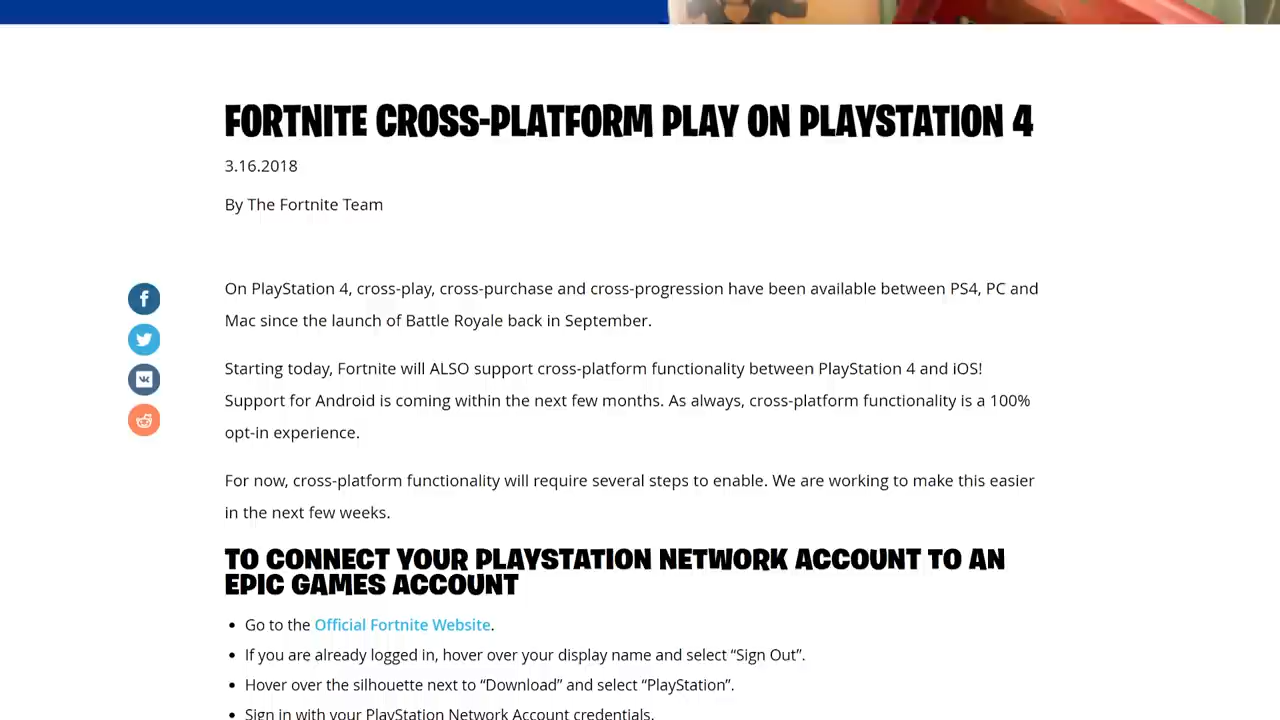 FORTNITE CROSS-PLATFORM PLAY ON PLAYSTATION 4
3.16.2018
By The Fortnite Team
On PlayStation 4, cross-play, cross-purchase and cross-progression have been available between PS4, PC and
Mac since the launch of Battle Royale back in September.
Starting today, Fortnite will ALSO support cross-platform functionality between PlayStation 4 and iOS!
Support for Android is coming within the next few months. As always, cross-platform functionality is a 100%
opt-in experience.
For now, cross-platform functionality will require several steps to enable. We are working to make this easier
in the next few weeks.
TO CONNECT YOUR PLAYSTATION NETWORK ACCOUNT TO AN
EPIC GAMES ACCOUNT
• Go to the Official Fortnite Website.
• If you are already logged in, hover over your display name and select “Sign Out”.
• Hover over the silhouette next to “Download” and select “PlayStation”.
• Sign in with your PlayStation Network Account credentials.